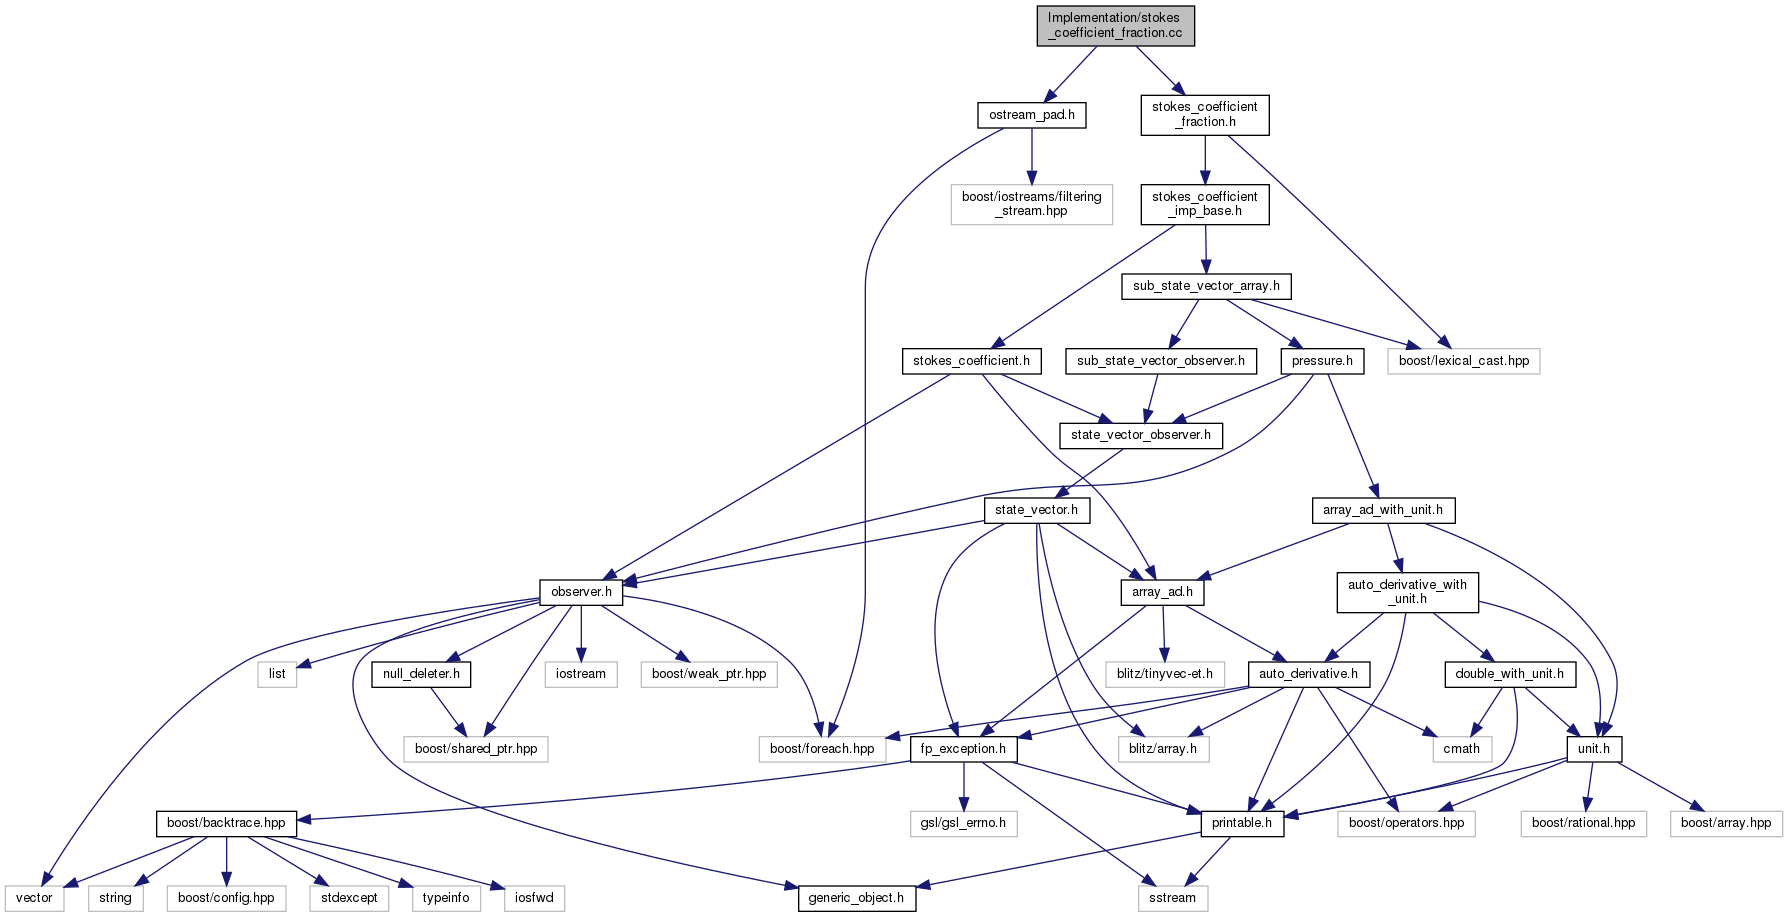 Implementation/stokes
_coefficient_fraction.cc
ostream_pad.h
stokes_coefficient
_fraction.h
boost/iostreams/filtering
_stream.hpp
stokes_coefficient
_imp_base.h
sub_state_vector_array.h
stokes_coefficient.h
sub_state_vector_observer.h
pressure.h
boost/lexical_cast.hpp
state_vector_observer.h
state_vector.h
array_ad_with_unit.h
observer.h
array_ad.h
auto_derivative_with
_unit.h
list
null_deleter.h
iostream
boost/weak_ptr.hpp
blitz/tinyvec-et.h
auto_derivative.h
double_with_unit.h
boost/shared_ptr.hpp
boost/foreach.hpp
fp_exception.h
blitz/array.h
cmath
unit.h
boost/backtrace.hpp
gsl/gsl_errno.h
printable.h
boost/operators.hpp
boost/rational.hpp
boost/array.hpp
vector
string
boost/config.hpp
stdexcept
typeinfo
iosfwd
generic_object.h
sstream